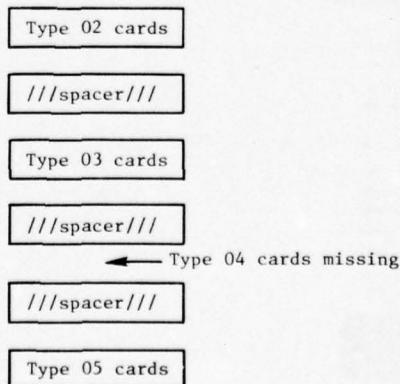 Type 02 cards
///spacer///
Type 03 cards
///spacer///
Type 04 cards missing
///spacer///
Type 05 cards